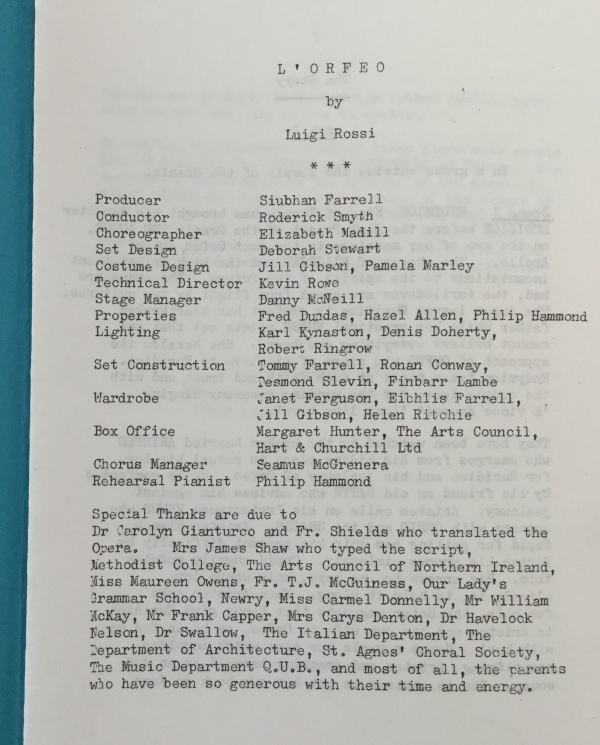 L'ORFEO
by
Luigi Rossi
* * *
Producer Siubhan Farrell
Conductor Roderick Smyth
Choreographer Elizabeth Madill
Set Design Deborah Stewart
Costume Design Jill Gibson, Pamela Marley
Technical Director Kevin Rowe
Stage Manager Danny McNeill
Properties Fred Dundas, Hazel Allen, Philip Hammond
Lighting Karl Kynaston, Denis Doherty,
Robert Ringrow
Set Construction Tommy Farrell, Ronan Conway,
Desmond Slevin, Finbarr Lambe
Wardrobe Janet Ferguson, Eibhlis Farrell,
Jill Gibson, Helen Ritchie
Box Office Margaret Hunter, The Arts Council,
Hart & Churchill Ltd
Chorus Manager Seamus McGrenera
Rehearsal Pianist Philip Hammond
Special Thanks are due to
Dr Carolyn Gianturco and Fr. Shields who translated the
Opera. Mrs James Shaw who typed the script,
Methodist College, The Arts Council of Northern Ireland,
Miss Maureen Owens, Fr. T.J. McGuiness, Our Lady's
Grammar School, Newry, Miss Carmel Donnelly, Mr William
McKay, Mr Frank Capper, Mrs Carys Denton, Dr Havelock
Nelson, Dr Swallow, The Italian Department, The
Department of Architecture, St. Agnes' Choral Society,
The Music Department Q.U.B., and most of all, the parents
who have been so generous with their time and energy.